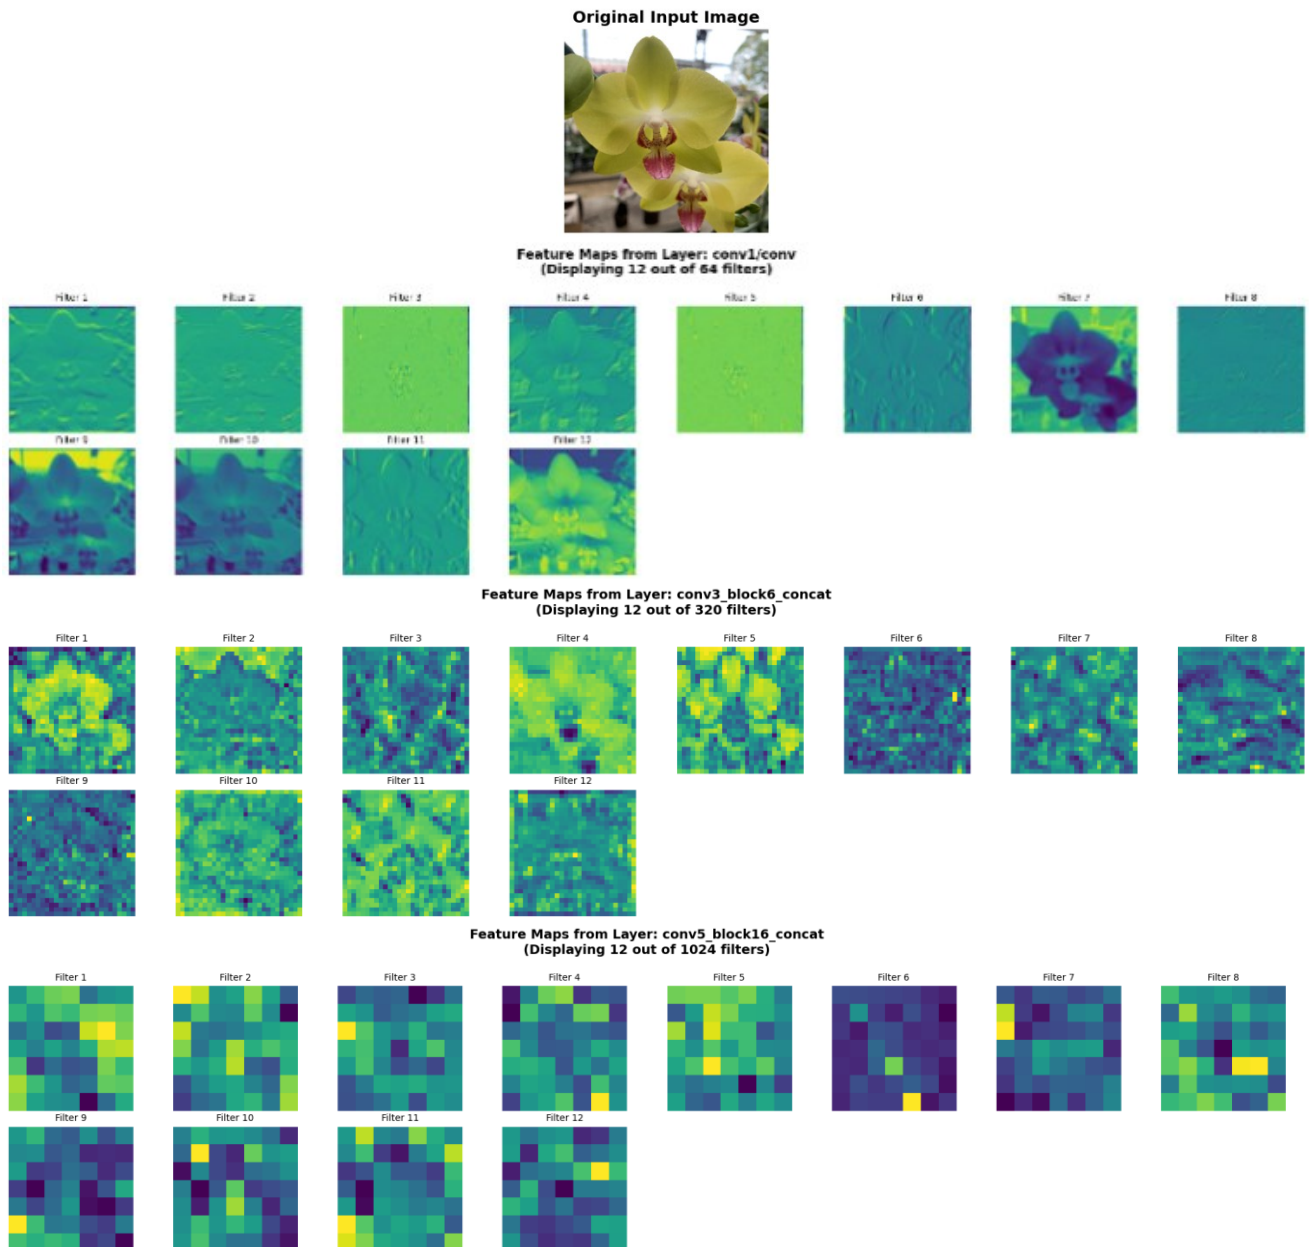 Original Input Image
Feature Maps from Layer: conv1/conv
(Displaying 12 out of 64 filters)
Filter 1 Filter 2 Filter 3 Filter 4 Filter 5 Filter 6 Filter 7 Filter 8
Filter 9 Filter 10 Filter 11 Filter 12
Feature Maps from Layer: conv3_block6_concat
(Displaying 12 out of 320 filters)
Filter 1 Filter 2 Filter 3 Filter 4 Filter 5 Filter 6 Filter 7 Filter 8
Filter 9 Filter 10 Filter 11 Filter 12
Feature Maps from Layer: conv5_block16_concat
(Displaying 12 out of 1024 filters)
Filter 1 Filter 2 Filter 3 Filter 4 Filter 5 Filter 6 Filter 7 Filter 8
Filter 9 Filter 10 Filter 11 Filter 12